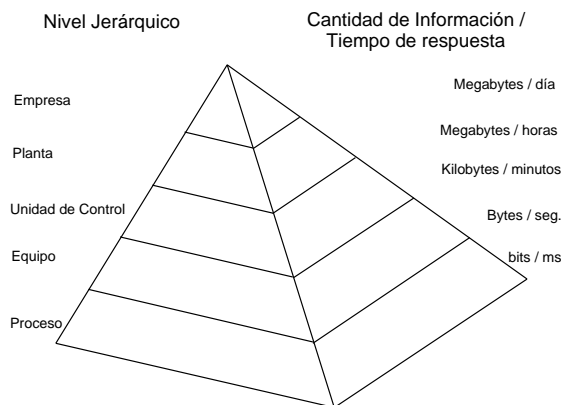 Nivel Jerárquico
Cantidad de Información /
Tiempo de respuesta
Empresa
Megabytes / día
Planta
Megabytes / horas
Unidad de Control
Kilobytes / minutos
Equipo
Bytes / seg.
Proceso
bits / ms